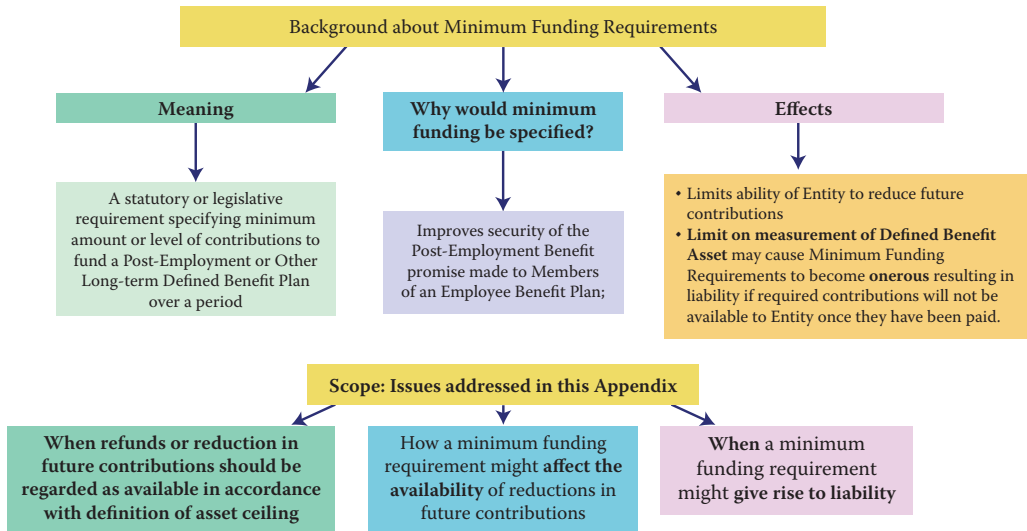 Background about Minimum Funding Requirements
Meaning
Why would minimum
funding be specified?
Effects
A statutory or legislative
requirement specifying minimum
amount or level of contributions to
fund a Post-Employment or Other
Long-term Defined Benefit Plan
over a period
Improves security of the
Post-Employment Benefit
promise made to Members
of an Employee Benefit Plan;
• Limits ability of Entity to reduce future
contributions
• Limit on measurement of Defined Benefit
Asset may cause Minimum Funding
Requirements to become onerous resulting in
liability if required contributions will not be
available to Entity once they have been paid.
Scope: Issues addressed in this Appendix
When refunds or reduction in
future contributions should be
regarded as available in accordance
with definition of asset ceiling
How a minimum funding
requirement might affect the
availability of reductions in
future contributions
When a minimum
funding requirement
might give rise to liability